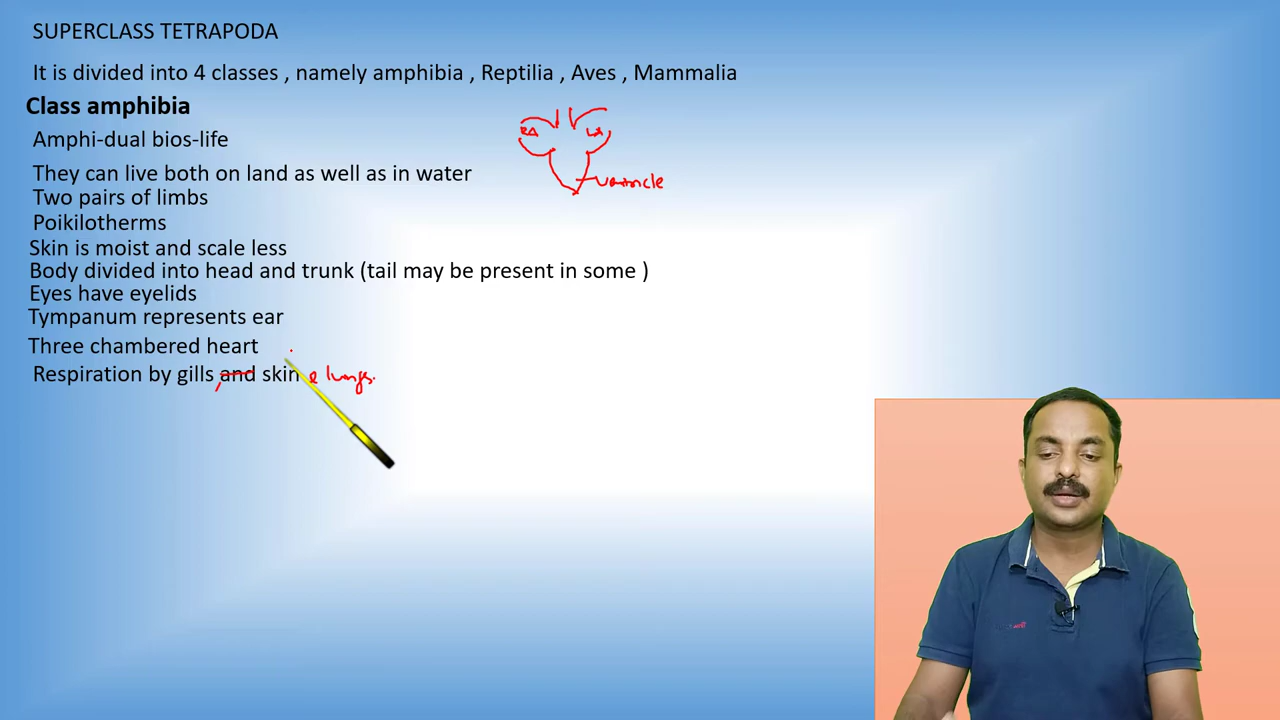 SUPERCLASS TETRAPODA
It is divided into 4 classes , namely amphibia , Reptilia , Aves , Mammalia
Class amphibia
Amphi-dual bios-life
RA LA
They can live both on land as well as in water
ventricle
Two pairs of limbs
Poikilotherms
Skin is moist and scale less
Body divided into head and trunk (tail may be present in some )
Eyes have eyelids
Tympanum represents ear
Three chambered heart
Respiration by gills , and skin & lungs.